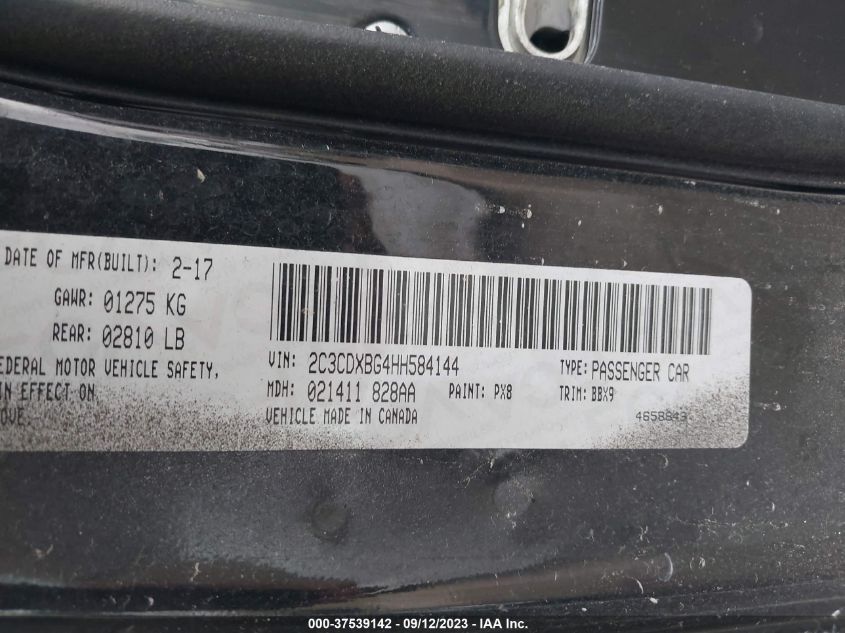 DATE OF MFR(BUILT): 2-17
GAWR: 01275 KG
REAR: 02810 LB
FEDERAL MOTOR VEHICLE SAFETY,
IN EFFECT ON
VIN: 2C3CDXBG4HH584144
TYPE: PASSENGER CAR
MDH: 021411 828AA
PAINT: PX8
TRIM: BBX9
VEHICLE MADE IN CANADA
4658843
000-37539142 - 09/12/2023 - IAA Inc.